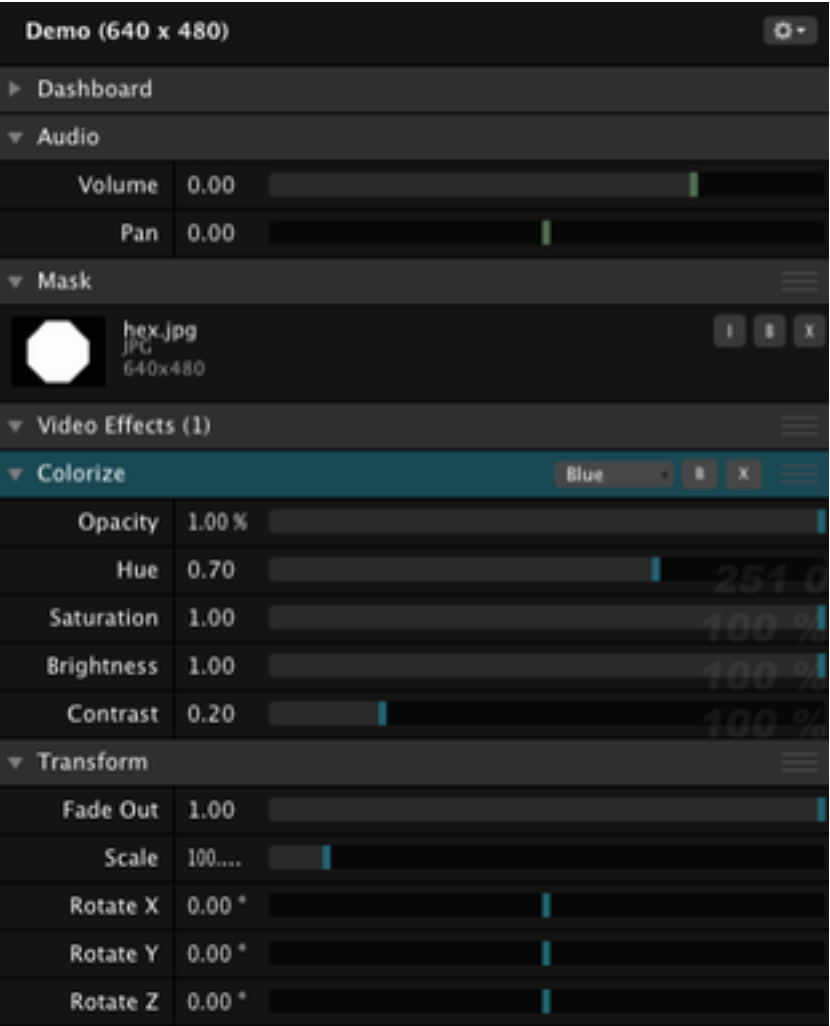 Demo (640 x 480)
Dashboard
Audio
Volume 0.00
Pan 0.00
Mask
hex.jpg I B X
JPG
640x480
Video Effects (1)
Colorize Blue B X
Opacity 1.00 %
Hue 0.70 251 0
Saturation 1.00 100 %
Brightness 1.00 100 %
Contrast 0.20 100 %
Transform
Fade Out 1.00
Scale 100....
Rotate X 0.00 °
Rotate Y 0.00 °
Rotate Z 0.00 °